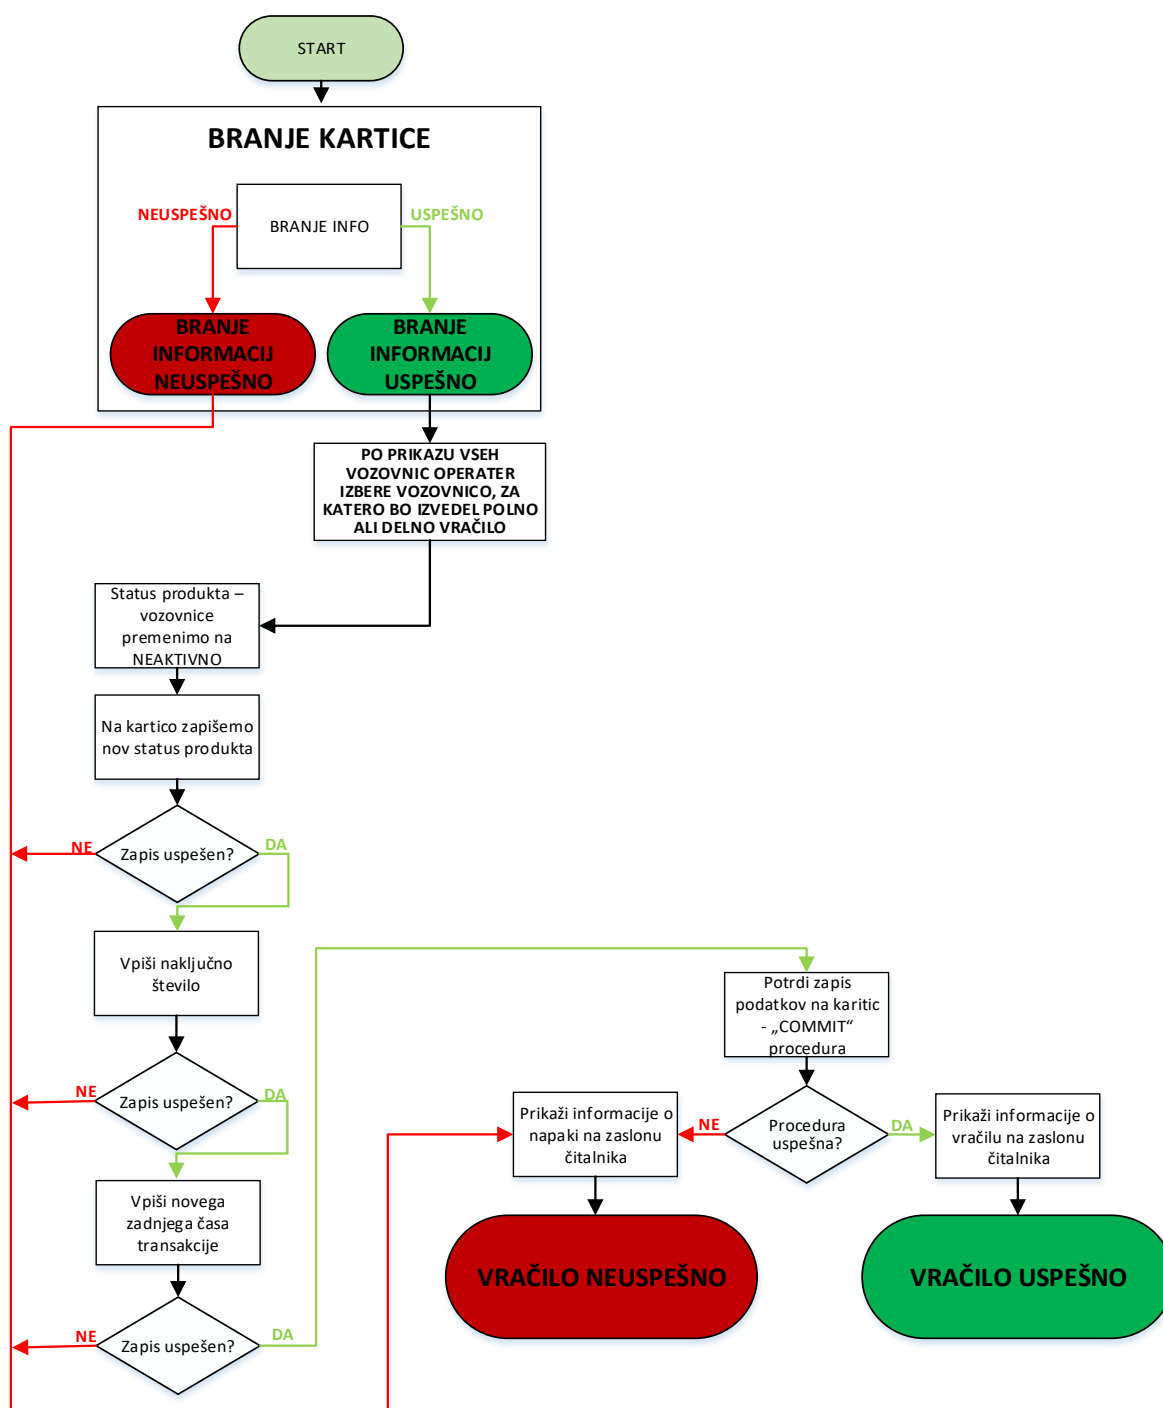 START
BRANJE KARTICE
NEUSPEŠNO
USPEŠNO
BRANJE INFO
BRANJE
INFORMACIJ
NEUSPEŠNO
BRANJE
INFORMACIJ
USPEŠNO
PO PRIKAZU VSEH
VOZOVNIC OPERATER
IZBERE VOZOVNICO, ZA
KATERO BO IZVEDEL POLNO
ALI DELNO VRAČILO
Status produkta –
vozovnice
premenimo na
NEAKTIVNO
Na kartico zapišemo
nov status produkta
NE
Zapis uspešen?
DA
Vpiši naključno
število
NE
Zapis uspešen?
DA
Vpiši novega
zadnjega časa
transakcije
NE
Zapis uspešen?
DA
Potrdi zapis
podatkov na karitic
- „COMMIT“
procedura
Procedura
uspešna?
NE
DA
Prikaži informacije o
napaki na zaslonu
čitalnika
Prikaži informacije o
vračilu na zaslonu
čitalnika
VRAČILO NEUSPEŠNO
VRAČILO USPEŠNO